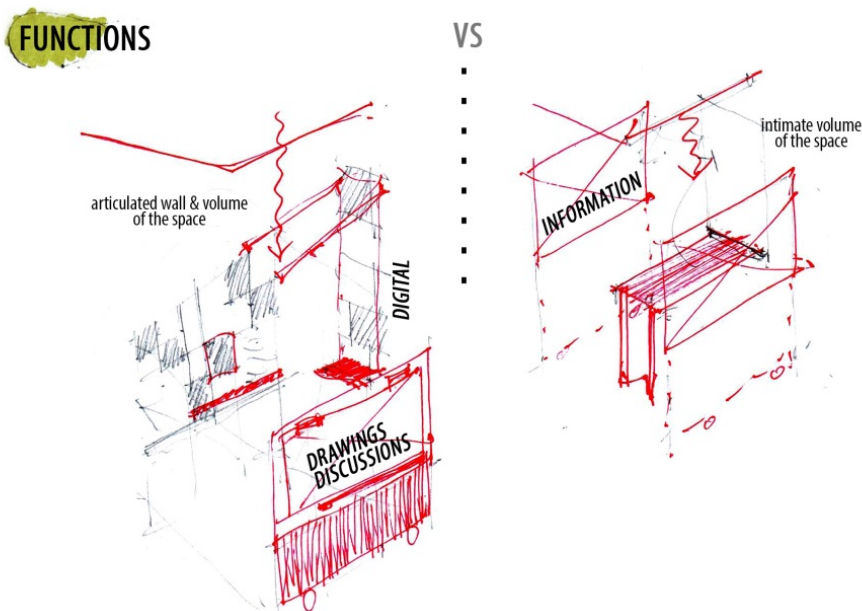 FUNCTIONS
VS
articulated wall & volume
of the space
DIGITAL
DRAWINGS
DISCUSSIONS
INFORMATION
intimate volume
of the space